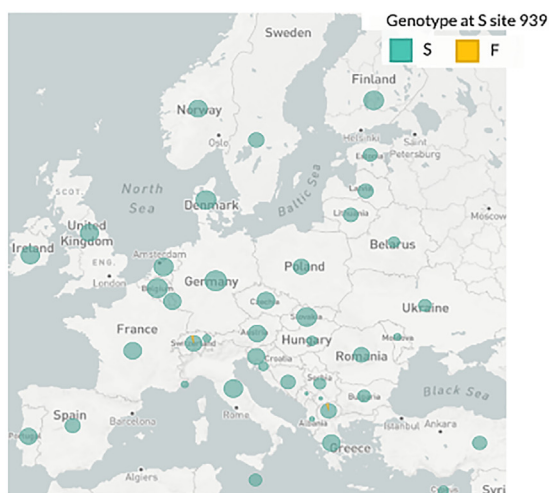 Genotype at S site 939
S F
Sweden
Finland
Norway
Oslo
Helsinki
Saint
Petersburg
Estonia
SCOT.
North
Sea
Baltic Sea
Latvia
Denmark
Lithuania
Moscow
United
Kingdom
Ireland
Belarus
ENG.
London
Amsterdam
Belgium
Germany
Poland
Czechia
Ukraine
Slovakia
France
Switzerland
Austria
Hungary
Moldova
Croatia
Romania
Serbia
Black Sea
Bulgaria
Spain
Barcelona
Rome
Albania
Istanbul
Ankara
Portugal
Greece
Algiers
Cyprus
Syri